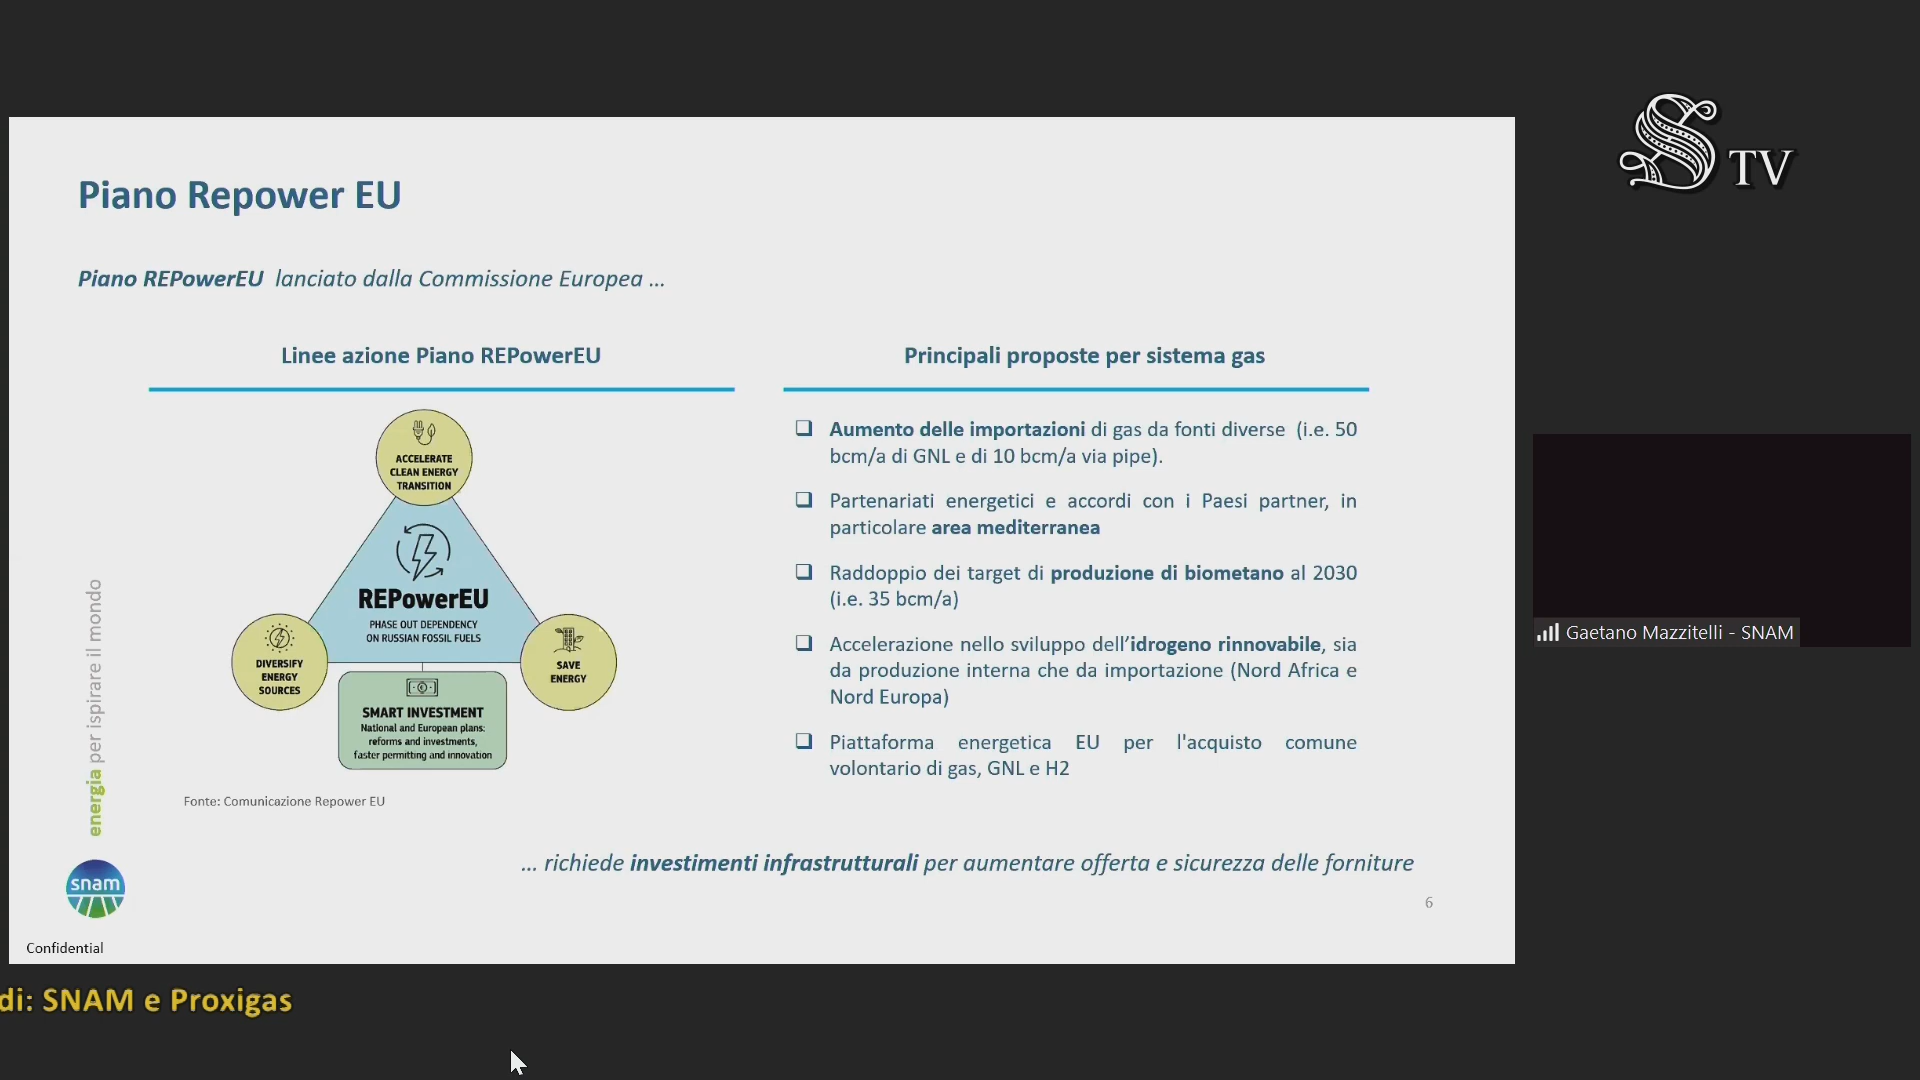 S TV
Piano Repower EU
Piano REPowerEU lanciato dalla Commissione Europea ...
Linee azione Piano REPowerEU
ACCELERATE
CLEAN ENERGY
TRANSITION
REPowerEU
PHASE OUT DEPENDENCY
ON RUSSIAN FOSSIL FUELS
DIVERSIFY
ENERGY
SOURCES
SAVE
ENERGY
SMART INVESTMENT
National and European plans:
reforms and investments,
faster permitting and innovation
Fonte: Comunicazione Repower EU
Principali proposte per sistema gas
❑ Aumento delle importazioni di gas da fonti diverse (i.e. 50
bcm/a di GNL e di 10 bcm/a via pipe).
❑ Partenariati energetici e accordi con i Paesi partner, in
particolare area mediterranea
❑ Raddoppio dei target di produzione di biometano al 2030
(i.e. 35 bcm/a)
❑ Accelerazione nello sviluppo dell'idrogeno rinnovabile, sia
da produzione interna che da importazione (Nord Africa e
Nord Europa)
❑ Piattaforma energetica EU per l'acquisto comune
volontario di gas, GNL e H2
... richiede investimenti infrastrutturali per aumentare offerta e sicurezza delle forniture
6
energia per ispirare il mondo
snam
Confidential
Gaetano Mazzitelli - SNAM
di: SNAM e Proxigas